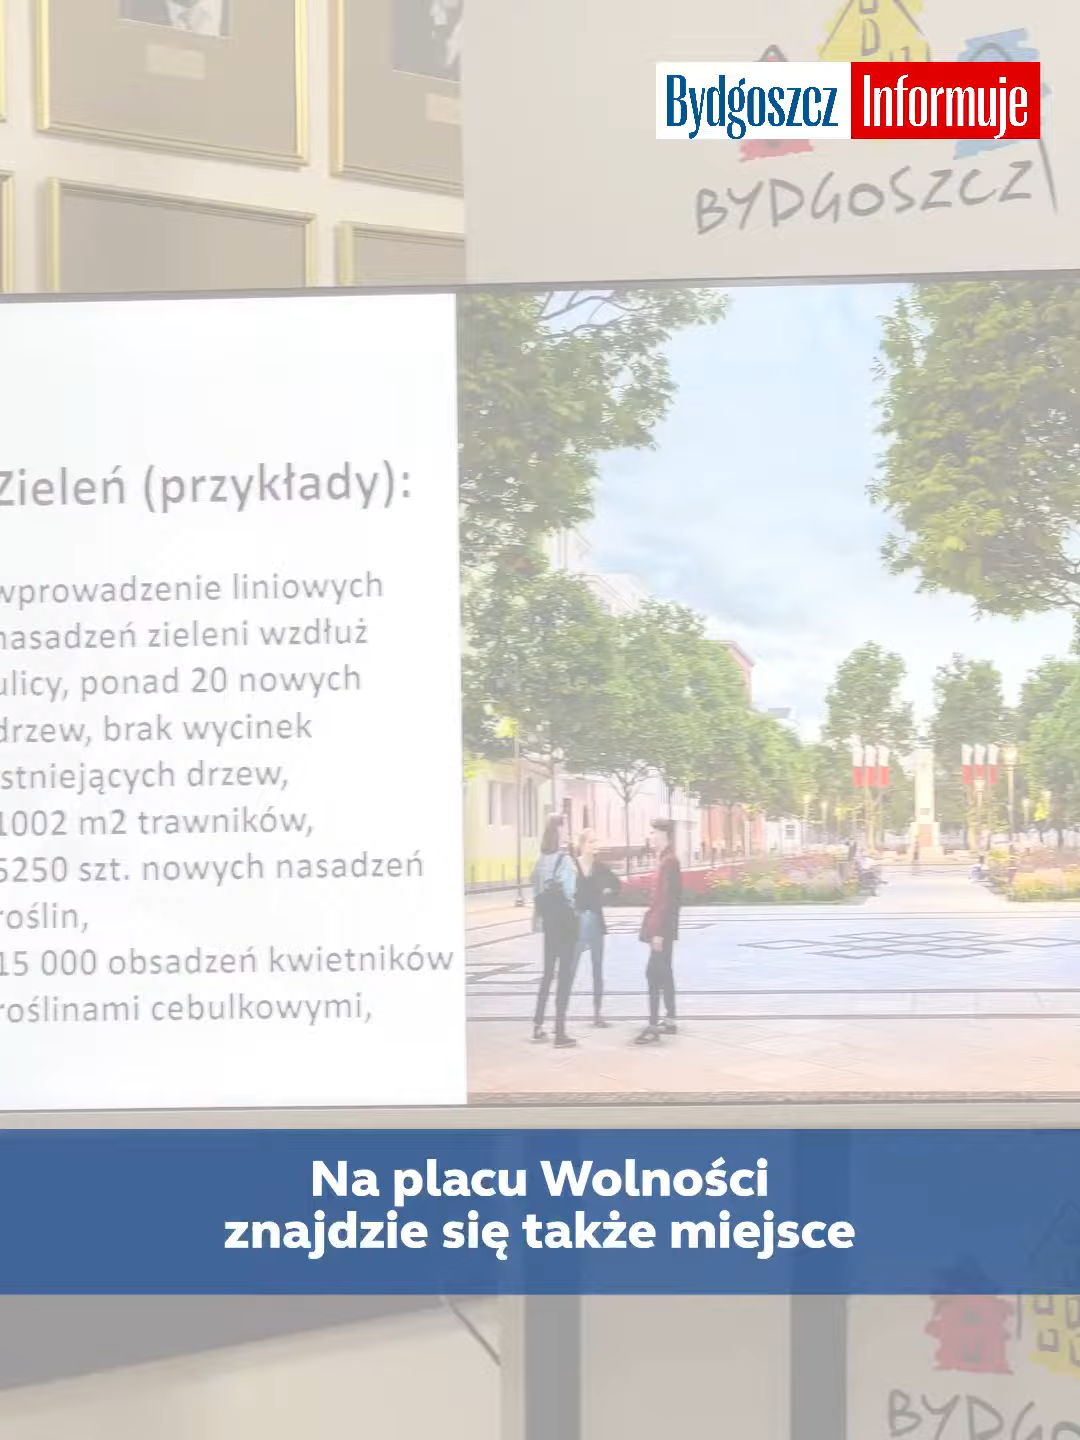 Bydgoszcz Informuje
BYDGOSZCZ
Zieleń (przykłady):
wprowadzenie liniowych
nasadzeń zieleni wzdłuż
ulicy, ponad 20 nowych
drzew, brak wycinek
istniejących drzew,
1002 m2 trawników,
5250 szt. nowych nasadzeń
roślin,
15 000 obsadzeń kwietników
roślinami cebulkowymi,
Na placu Wolności
znajdzie się także miejsce
BYDGO